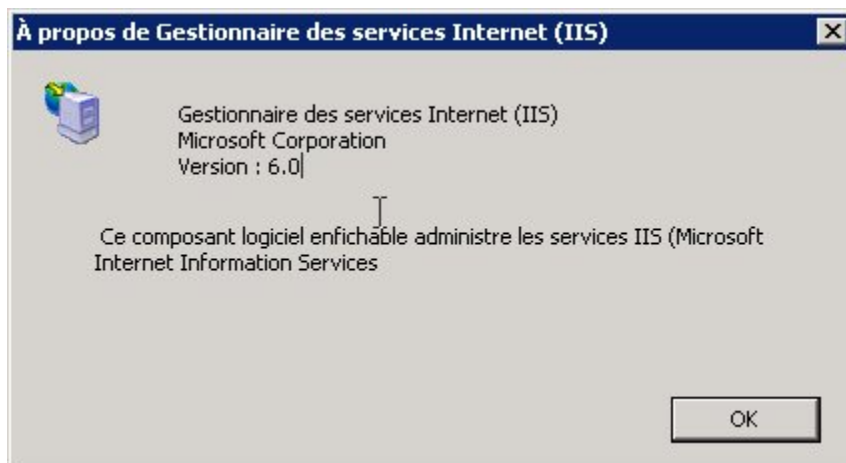 À propos de Gestionnaire des services Internet (IIS)
Gestionnaire des services Internet (IIS)
Microsoft Corporation
Version : 6.0
Ce composant logiciel enfichable administre les services IIS (Microsoft
Internet Information Services
OK